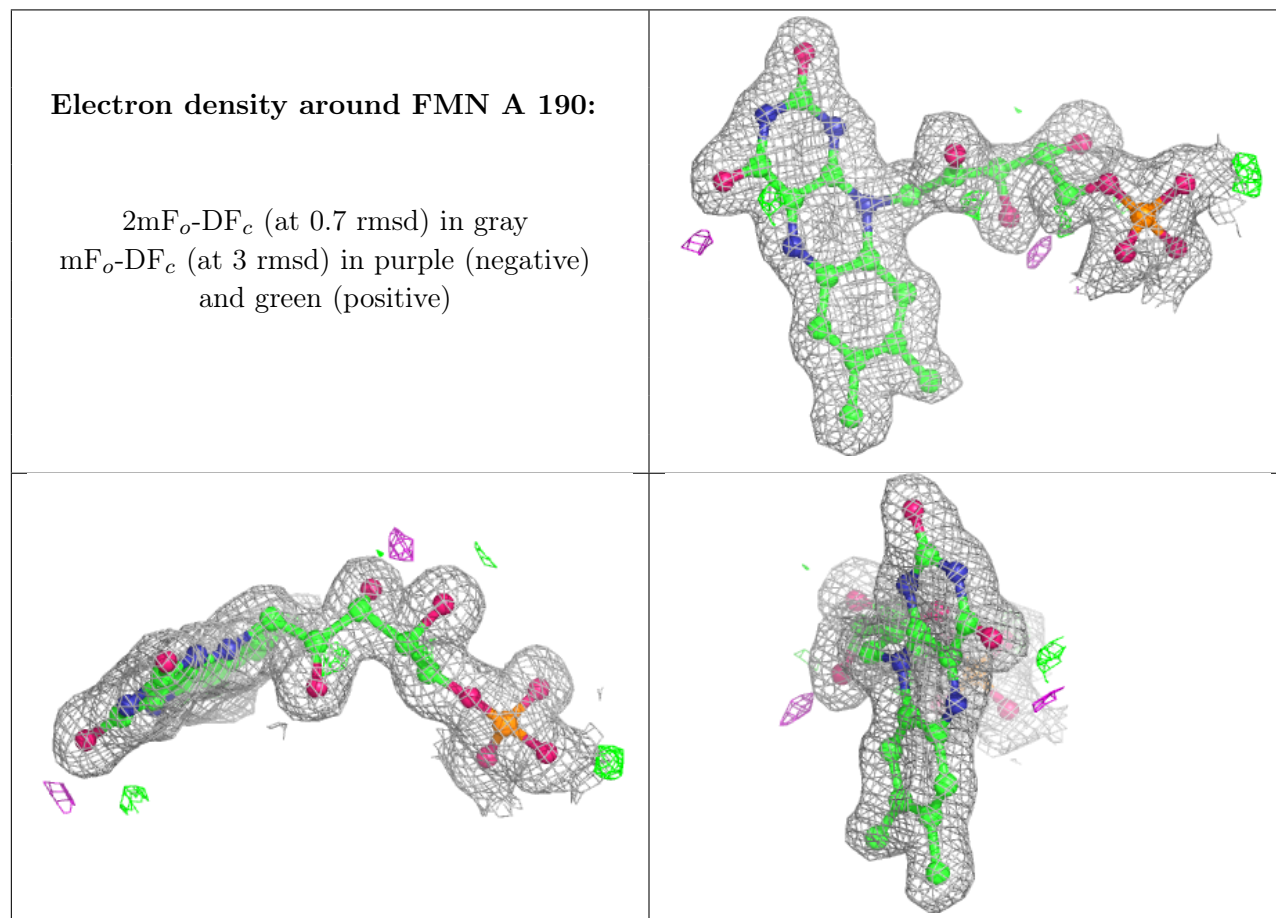 Electron density around FMN A 190:
2mFo-DFc (at 0.7 rmsd) in gray
mFo-DFc (at 3 rmsd) in purple (negative)
and green (positive)